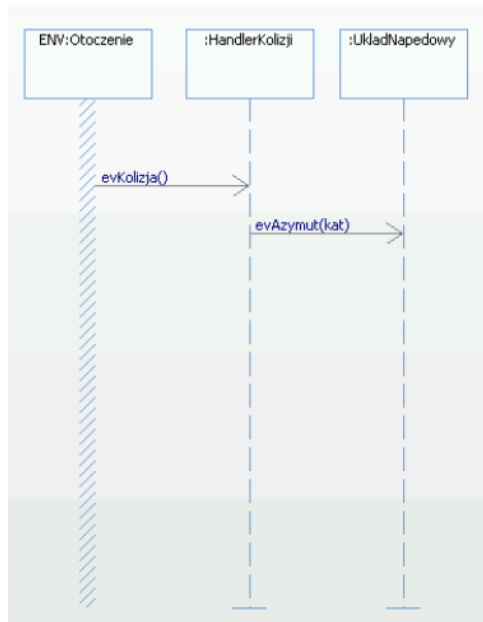 ENV:Otoczenie
:HandlerKolizji
:UkladNapedowy
evKolizja()
evAzymut(kat)